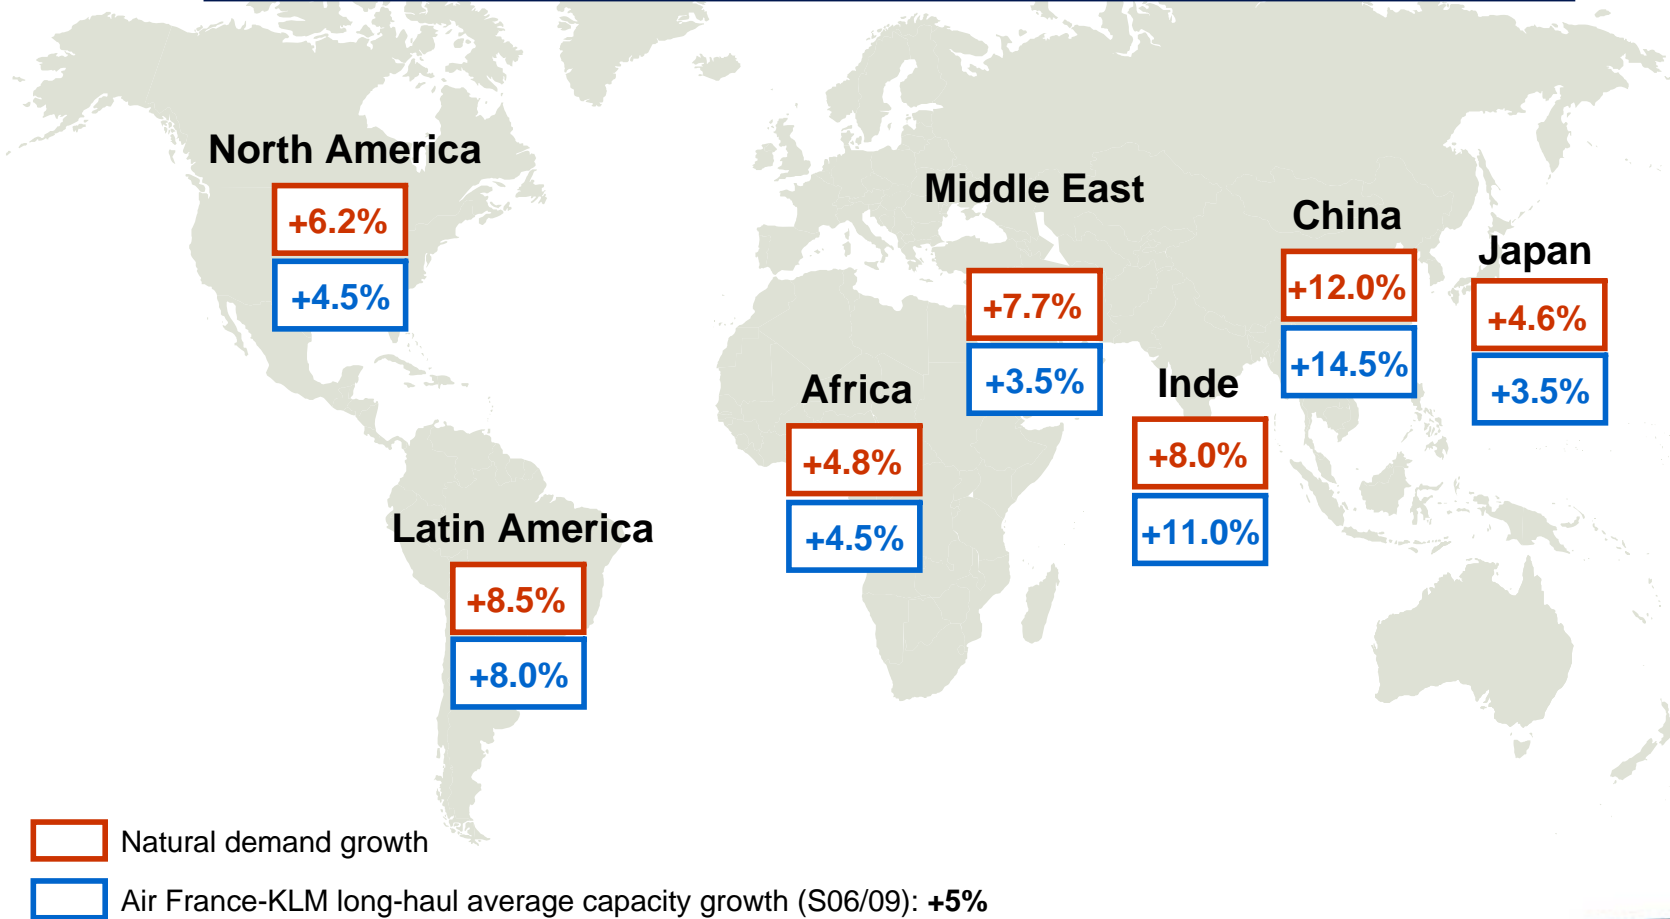 North America
+6.2%
+4.5%
Middle East
+7.7%
+3.5%
China
+12.0%
+14.5%
Japan
+4.6%
+3.5%
Africa
+4.8%
+4.5%
Inde
+8.0%
+11.0%
Latin America
+8.5%
+8.0%
Natural demand growth
Air France-KLM long-haul average capacity growth (S06/09): +5%